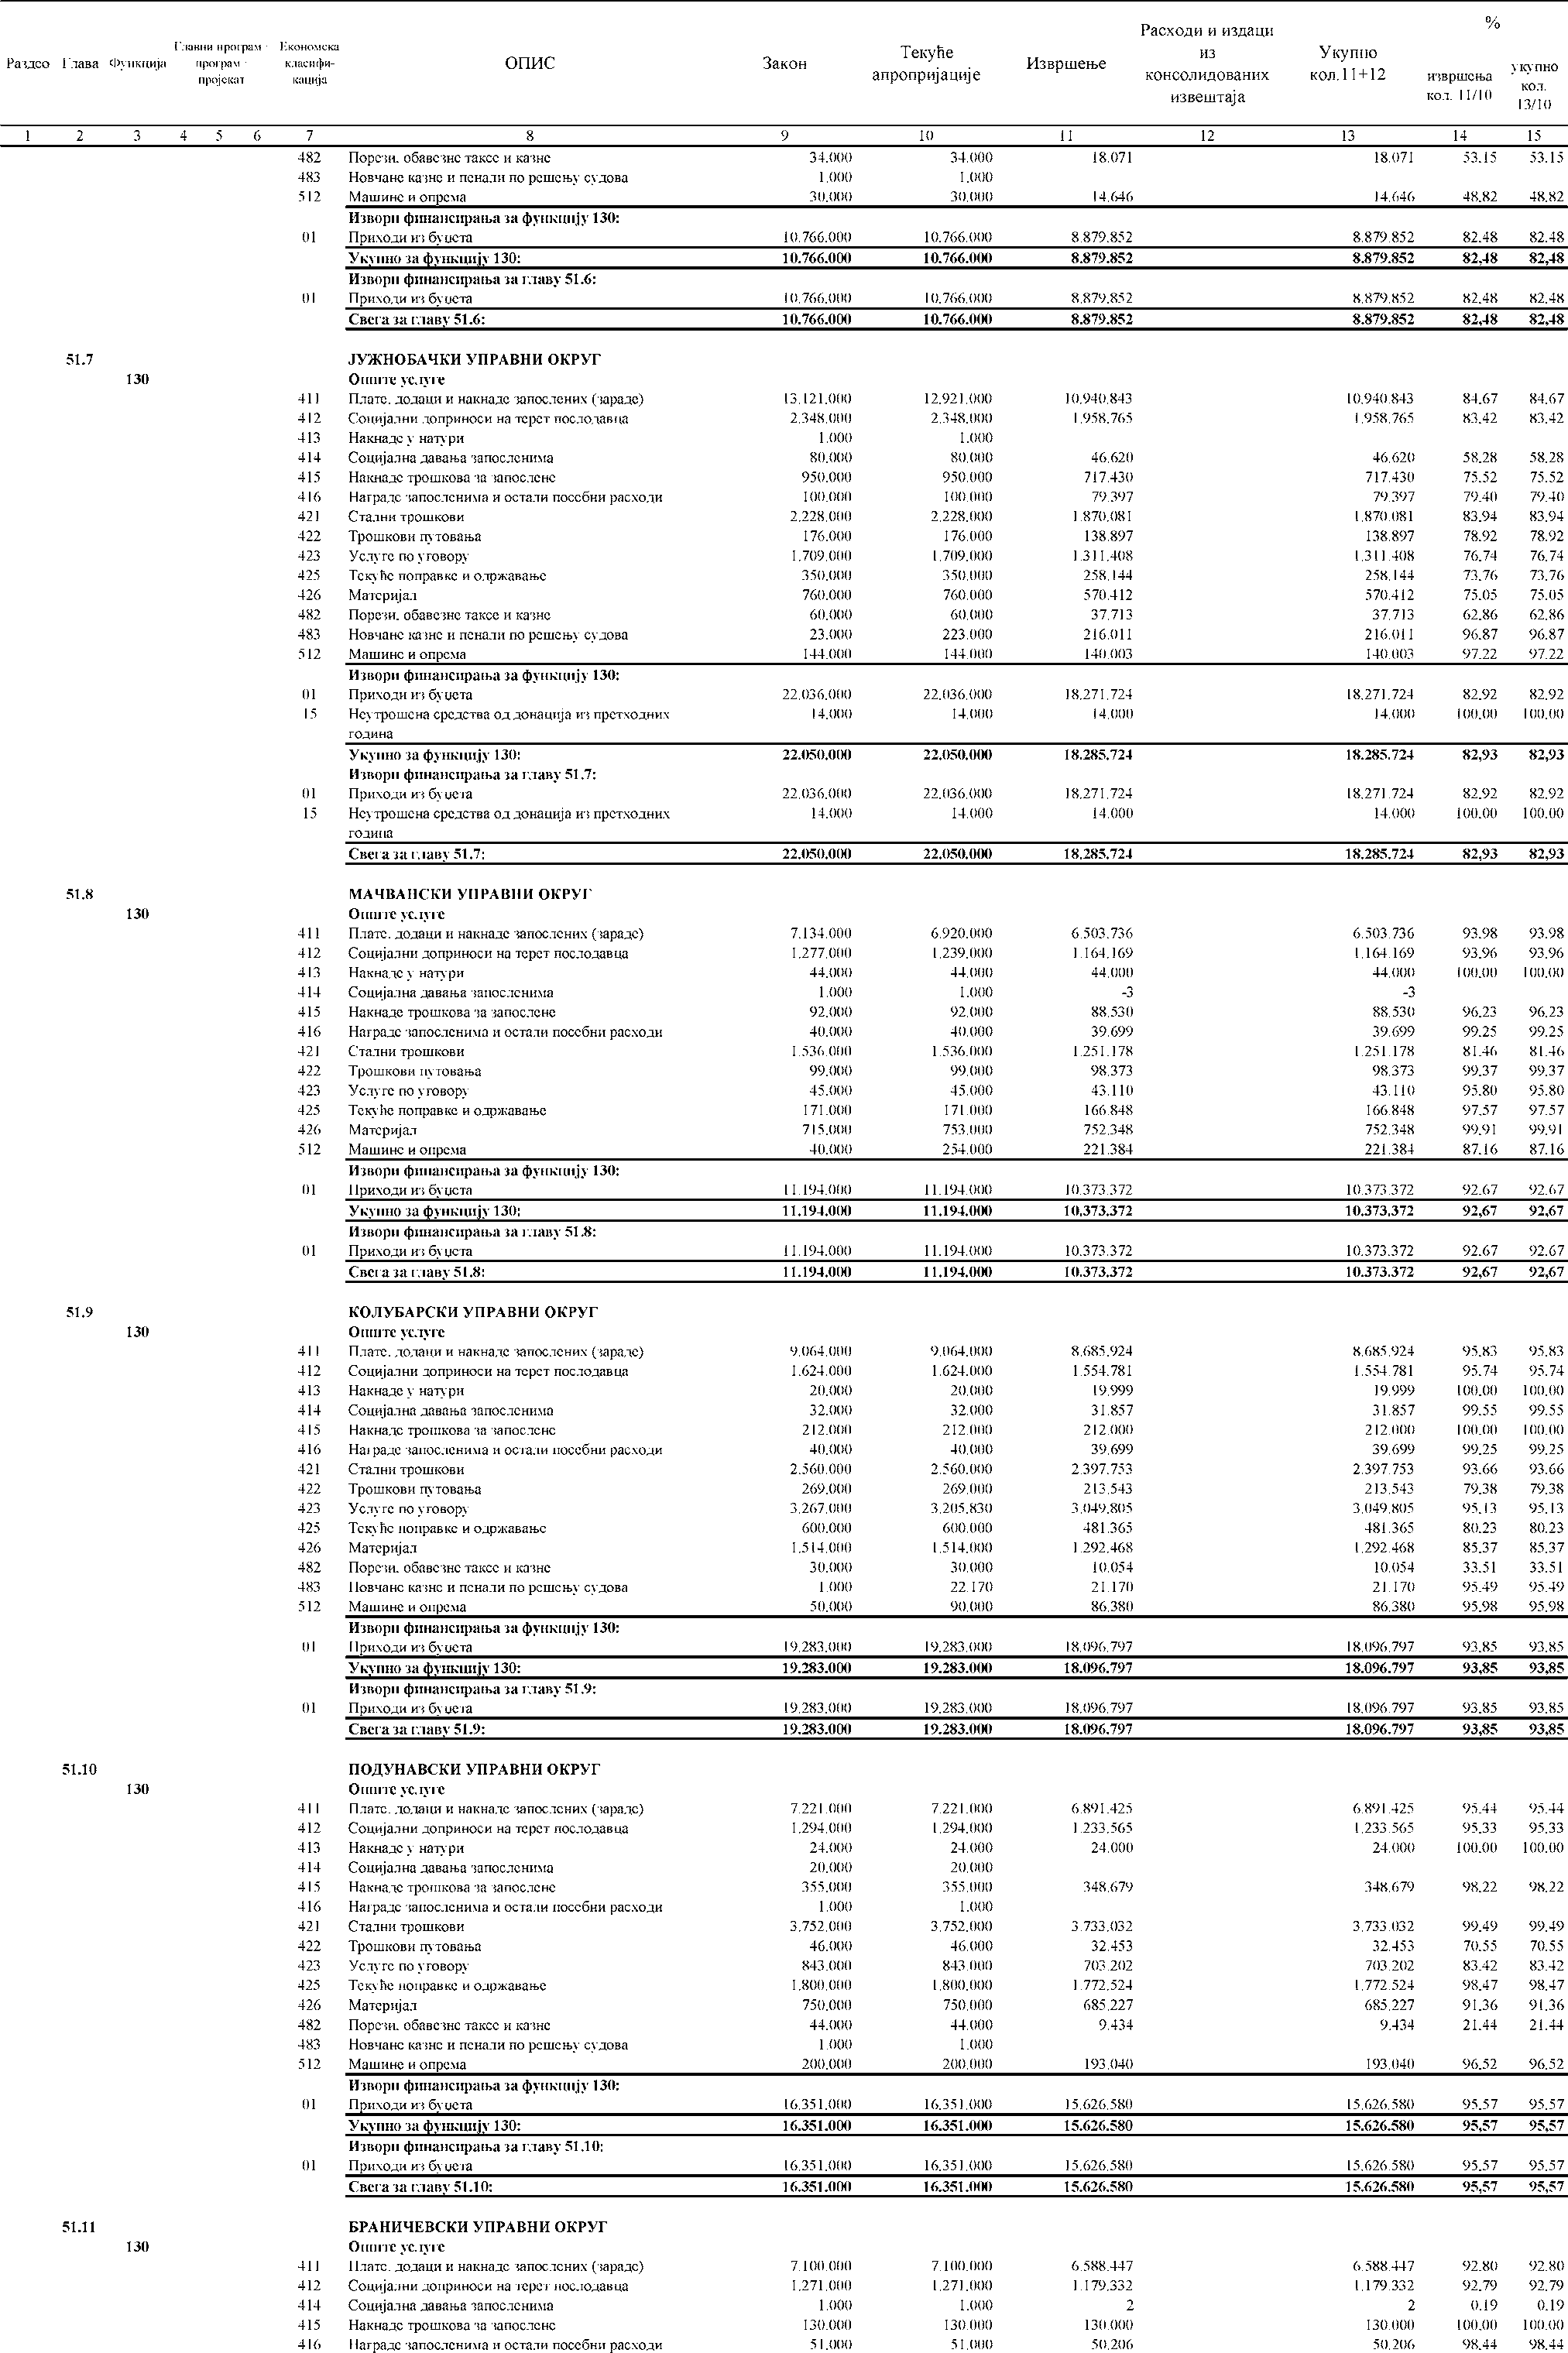 Раздео Глава Функција Главни програм - програм - пројекат Економска класифи-кација ОПИС Закон Текуће апропријације Извршење Расходи и издаци из консолидованих извештаја Укупно кол.11+12 % извршења кол. 11/10 укупно кол. 13/10
1 2 3 4 5 6 7 8 9 10 11 12 13 14 15
482 Порези, обавезне таксе и казне 34.000 34.000 18.071 18.071 53,15 53,15
483 Новчане казне и пенали по решењу судова 1.000 1.000
512 Машине и опрема 30.000 30.000 14.646 14.646 48,82 48,82
Извори финансирања за функцију 130:
01 Приходи из буџета 10.766.000 10.766.000 8.879.852 8.879.852 82,48 82,48
Укупно за функцију 130: 10.766.000 10.766.000 8.879.852 8.879.852 82,48 82,48
Извори финансирања за главу 51.6:
01 Приходи из буџета 10.766.000 10.766.000 8.879.852 8.879.852 82,48 82,48
Свега за главу 51.6: 10.766.000 10.766.000 8.879.852 8.879.852 82,48 82,48
51.7 ЈУЖНОБАЧКИ УПРАВНИ ОКРУГ
130 Опште услуге
411 Плате, додаци и накнаде запослених (зараде) 13.121.000 12.921.000 10.940.843 10.940.843 84,67 84,67
412 Социјални доприноси на терет послодавца 2.348.000 2.348.000 1.958.765 1.958.765 83,42 83,42
413 Накнаде у натури 1.000 1.000
414 Социјална давања запосленима 80.000 80.000 46.620 46.620 58,28 58,28
415 Накнаде трошкова за запослене 950.000 950.000 717.430 717.430 75,52 75,52
416 Награде запосленима и остали посебни расходи 100.000 100.000 79.397 79.397 79,40 79,40
421 Стални трошкови 2.228.000 2.228.000 1.870.081 1.870.081 83,94 83,94
422 Трошкови путовања 176.000 176.000 138.897 138.897 78,92 78,92
423 Услуге по уговору 1.709.000 1.709.000 1.311.408 1.311.408 76,74 76,74
425 Текуће поправке и одржавање 350.000 350.000 258.144 258.144 73,76 73,76
426 Материјал 760.000 760.000 570.412 570.412 75,05 75,05
482 Порези, обавезне таксе и казне 60.000 60.000 37.713 37.713 62,86 62,86
483 Новчане казне и пенали по решењу судова 23.000 223.000 216.011 216.011 96,87 96,87
512 Машине и опрема 144.000 144.000 140.003 140.003 97,22 97,22
Извори финансирања за функцију 130:
01 Приходи из буџета 22.036.000 22.036.000 18.271.724 18.271.724 82,92 82,92
15 Неутрошена средства од донација из претходних 14.000 14.000 14.000 14.000 100,00 100,00
година
Укупно за функцију 130: 22.050.000 22.050.000 18.285.724 18.285.724 82,93 82,93
Извори финансирања за главу 51.7:
01 Приходи из буџета 22.036.000 22.036.000 18.271.724 18.271.724 82,92 82,92
15 Неутрошена средства од донација из претходних 14.000 14.000 14.000 14.000 100,00 100,00
година
Свега за главу 51.7: 22.050.000 22.050.000 18.285.724 18.285.724 82,93 82,93
51.8 МАЧВАНСКИ УПРАВНИ ОКРУГ
130 Опште услуге
411 Плате, додаци и накнаде запослених (зараде) 7.134.000 6.920.000 6.503.736 6.503.736 93,98 93,98
412 Социјални доприноси на терет послодавца 1.277.000 1.239.000 1.164.169 1.164.169 93,96 93,96
413 Накнаде у натури 44.000 44.000 44.000 44.000 100,00 100,00
414 Социјална давања запосленима 1.000 1.000 -3 -3
415 Накнаде трошкова за запослене 92.000 92.000 88.530 88.530 96,23 96,23
416 Награде запосленима и остали посебни расходи 40.000 40.000 39.699 39.699 99,25 99,25
421 Стални трошкови 1.536.000 1.536.000 1.251.178 1.251.178 81,46 81,46
422 Трошкови путовања 99.000 99.000 98.373 98.373 99,37 99,37
423 Услуге по уговору 45.000 45.000 43.110 43.110 95,80 95,80
425 Текуће поправке и одржавање 171.000 171.000 166.848 166.848 97,57 97,57
426 Материјал 715.000 753.000 752.348 752.348 99,91 99,91
512 Машине и опрема 40.000 254.000 221.384 221.384 87,16 87,16
Извори финансирања за функцију 130:
01 Приходи из буџета 11.194.000 11.194.000 10.373.372 10.373.372 92,67 92,67
Укупно за функцију 130: 11.194.000 11.194.000 10.373.372 10.373.372 92,67 92,67
Извори финансирања за главу 51.8:
01 Приходи из буџета 11.194.000 11.194.000 10.373.372 10.373.372 92,67 92,67
Свега за главу 51.8: 11.194.000 11.194.000 10.373.372 10.373.372 92,67 92,67
51.9 КОЛУБАРСКИ УПРАВНИ ОКРУГ
130 Опште услуге
411 Плате, додаци и накнаде запослених (зараде) 9.064.000 9.064.000 8.685.924 8.685.924 95,83 95,83
412 Социјални доприноси на терет послодавца 1.624.000 1.624.000 1.554.781 1.554.781 95,74 95,74
413 Накнаде у натури 20.000 20.000 19.999 19.999 100,00 100,00
414 Социјална давања запосленима 32.000 32.000 31.857 31.857 99,55 99,55
415 Накнаде трошкова за запослене 212.000 212.000 212.000 212.000 100,00 100,00
416 Награде запосленима и остали посебни расходи 40.000 40.000 39.699 39.699 99,25 99,25
421 Стални трошкови 2.560.000 2.560.000 2.397.753 2.397.753 93,66 93,66
422 Трошкови путовања 269.000 269.000 213.543 213.543 79,38 79,38
423 Услуге по уговору 3.267.000 3.205.830 3.049.805 3.049.805 95,13 95,13
425 Текуће поправке и одржавање 600.000 600.000 481.365 481.365 80,23 80,23
426 Материјал 1.514.000 1.514.000 1.292.468 1.292.468 85,37 85,37
482 Порези, обавезне таксе и казне 30.000 30.000 10.054 10.054 33,51 33,51
483 Новчане казне и пенали по решењу судова 1.000 22.170 21.170 21.170 95,49 95,49
512 Машине и опрема 50.000 90.000 86.380 86.380 95,98 95,98
Извори финансирања за функцију 130:
01 Приходи из буџета 19.283.000 19.283.000 18.096.797 18.096.797 93,85 93,85
Укупно за функцију 130: 19.283.000 19.283.000 18.096.797 18.096.797 93,85 93,85
Извори финансирања за главу 51.9:
01 Приходи из буџета 19.283.000 19.283.000 18.096.797 18.096.797 93,85 93,85
Свега за главу 51.9: 19.283.000 19.283.000 18.096.797 18.096.797 93,85 93,85
51.10 ПОДУНАВСКИ УПРАВНИ ОКРУГ
130 Опште услуге
411 Плате, додаци и накнаде запослених (зараде) 7.221.000 7.221.000 6.891.425 6.891.425 95,44 95,44
412 Социјални доприноси на терет послодавца 1.294.000 1.294.000 1.233.565 1.233.565 95,33 95,33
413 Накнаде у натури 24.000 24.000 24.000 24.000 100,00 100,00
414 Социјална давања запосленима 20.000 20.000
415 Накнаде трошкова за запослене 355.000 355.000 348.679 348.679 98,22 98,22
416 Награде запосленима и остали посебни расходи 1.000 1.000
421 Стални трошкови 3.752.000 3.752.000 3.733.032 3.733.032 99,49 99,49
422 Трошкови путовања 46.000 46.000 32.453 32.453 70,55 70,55
423 Услуге по уговору 843.000 843.000 703.202 703.202 83,42 83,42
425 Текуће поправке и одржавање 1.800.000 1.800.000 1.772.524 1.772.524 98,47 98,47
426 Материјал 750.000 750.000 685.227 685.227 91,36 91,36
482 Порези, обавезне таксе и казне 44.000 44.000 9.434 9.434 21,44 21,44
483 Новчане казне и пенали по решењу судова 1.000 1.000
512 Машине и опрема 200.000 200.000 193.040 193.040 96,52 96,52
Извори финансирања за функцију 130:
01 Приходи из буџета 16.351.000 16.351.000 15.626.580 15.626.580 95,57 95,57
Укупно за функцију 130: 16.351.000 16.351.000 15.626.580 15.626.580 95,57 95,57
Извори финансирања за главу 51.10:
01 Приходи из буџета 16.351.000 16.351.000 15.626.580 15.626.580 95,57 95,57
Свега за главу 51.10: 16.351.000 16.351.000 15.626.580 15.626.580 95,57 95,57
51.11 БРАНИЧЕВСКИ УПРАВНИ ОКРУГ
130 Опште услуге
411 Плате, додаци и накнаде запослених (зараде) 7.100.000 7.100.000 6.588.447 6.588.447 92,80 92,80
412 Социјални доприноси на терет послодавца 1.271.000 1.271.000 1.179.332 1.179.332 92,79 92,79
414 Социјална давања запосленима 1.000 1.000 2 2 0,19 0,19
415 Накнаде трошкова за запослене 130.000 130.000 130.000 130.000 100,00 100,00
416 Награде запосленима и остали посебни расходи 51.000 51.000 50.206 50.206 98,44 98,44